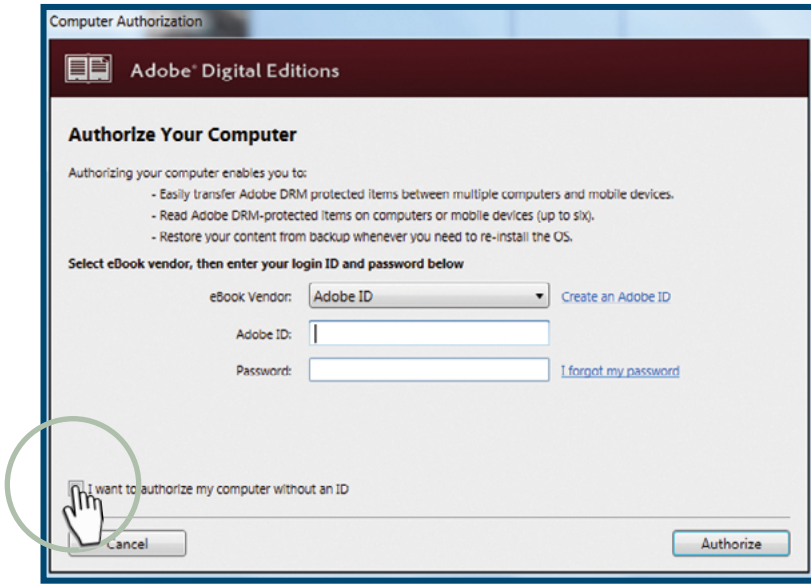 Computer Authorization
Adobe® Digital Editions
Authorize Your Computer
Authorizing your computer enables you to:
- Easily transfer Adobe DRM protected items between multiple computers and mobile devices.
- Read Adobe DRM-protected items on computers or mobile devices (up to six).
- Restore your content from backup whenever you need to re-install the OS.
Select eBook vendor, then enter your login ID and password below
eBook Vendor: Adobe ID Create an Adobe ID
Adobe ID:
Password: I forgot my password
I want to authorize my computer without an ID
Cancel Authorize